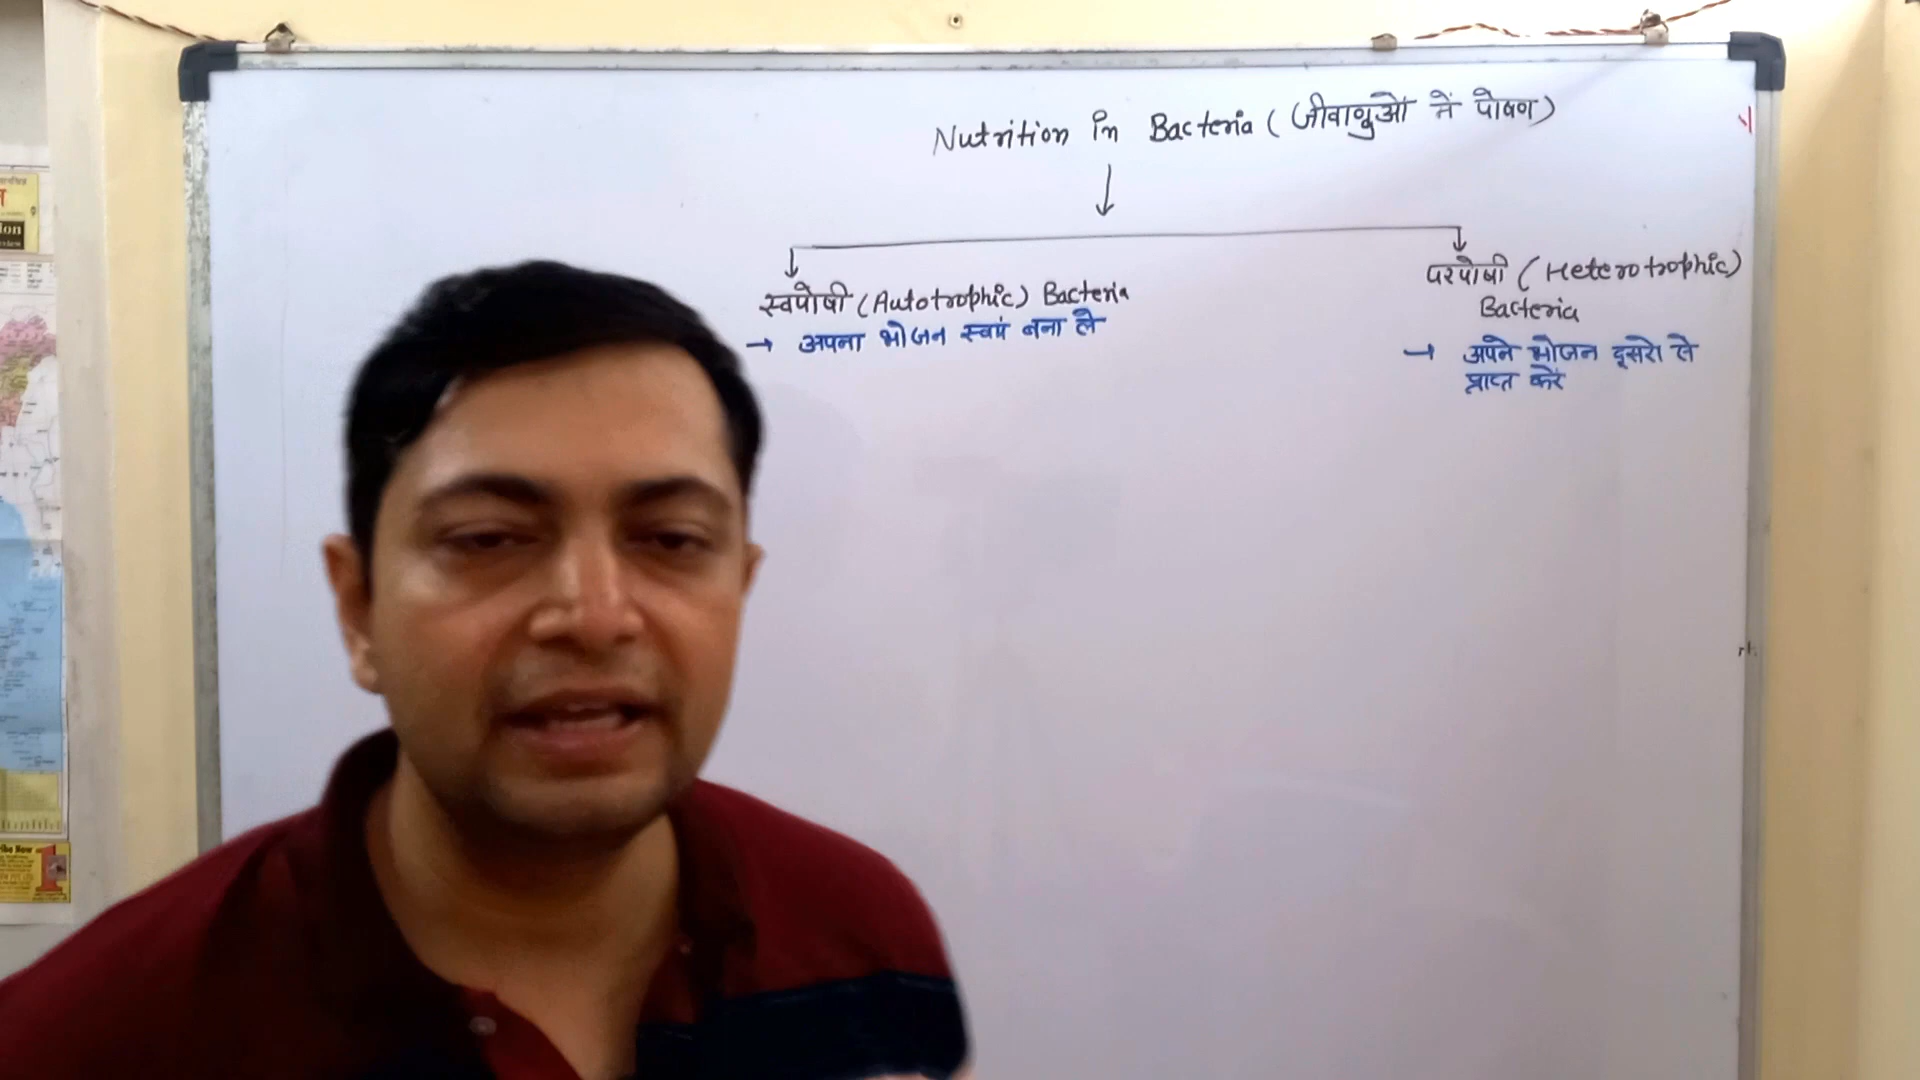 Nutrition in Bacteria (जीवाणुओं में पोषण)
स्वपोषी (Autotrophic) Bacteria
→ अपना भोजन स्वयं बना ले
परपोषी (Heterotrophic)
Bacteria
→ अपने भोजन दूसरो से
प्राप्त करें